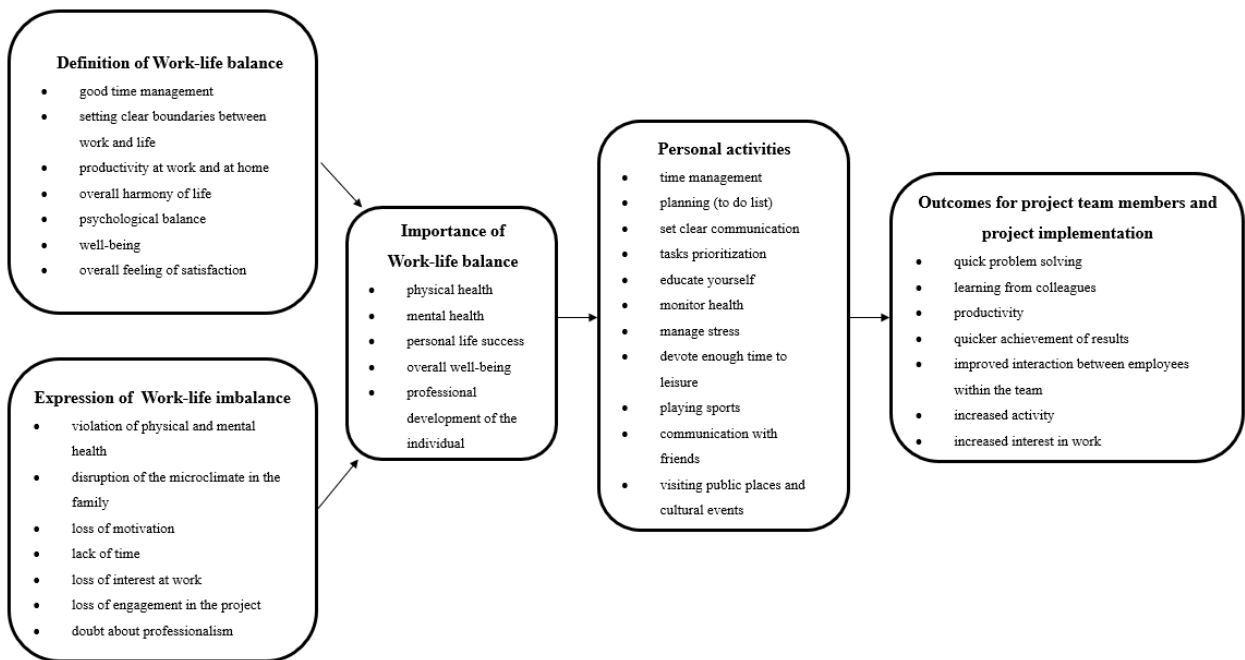 Definition of Work-life balance
• good time management
• setting clear boundaries between
work and life
• productivity at work and at home
• overall harmony of life
• psychological balance
• well-being
• overall feeling of satisfaction
Expression of Work-life imbalance
• violation of physical and mental
health
• disruption of the microclimate in the
family
• loss of motivation
• lack of time
• loss of interest at work
• loss of engagement in the project
• doubt about professionalism
Importance of
Work-life balance
• physical health
• mental health
• personal life success
• overall well-being
• professional
development of the
individual
Personal activities
• time management
• planning (to do list)
• set clear communication
• tasks prioritization
• educate yourself
• monitor health
• manage stress
• devote enough time to
leisure
• playing sports
• communication with
friends
• visiting public places and
cultural events
Outcomes for project team members and
project implementation
• quick problem solving
• learning from colleagues
• productivity
• quicker achievement of results
• improved interaction between employees
within the team
• increased activity
• increased interest in work